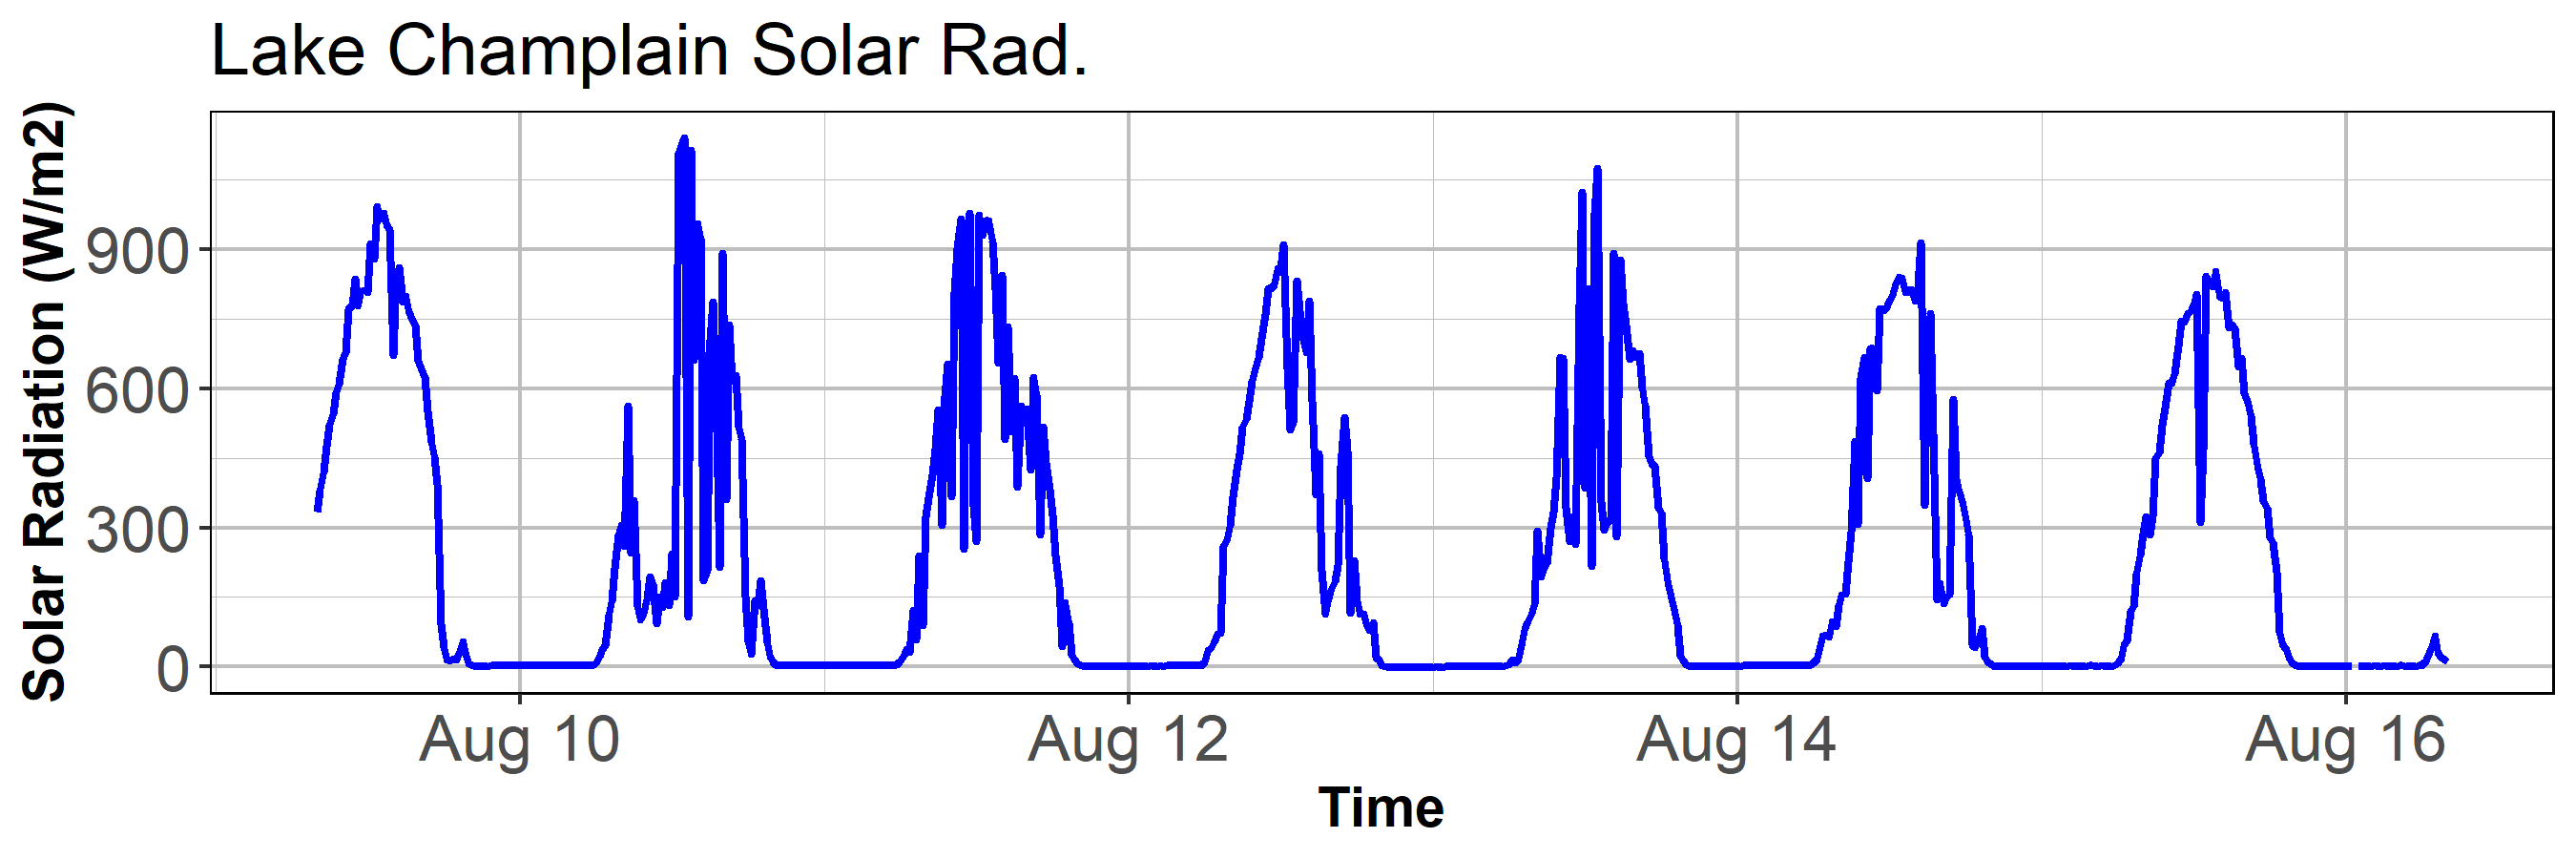 Lake Champlain Solar Rad.
Solar Radiation (W/m2)
900
600
300
0
Aug 10 Aug 12 Aug 14 Aug 16
Time